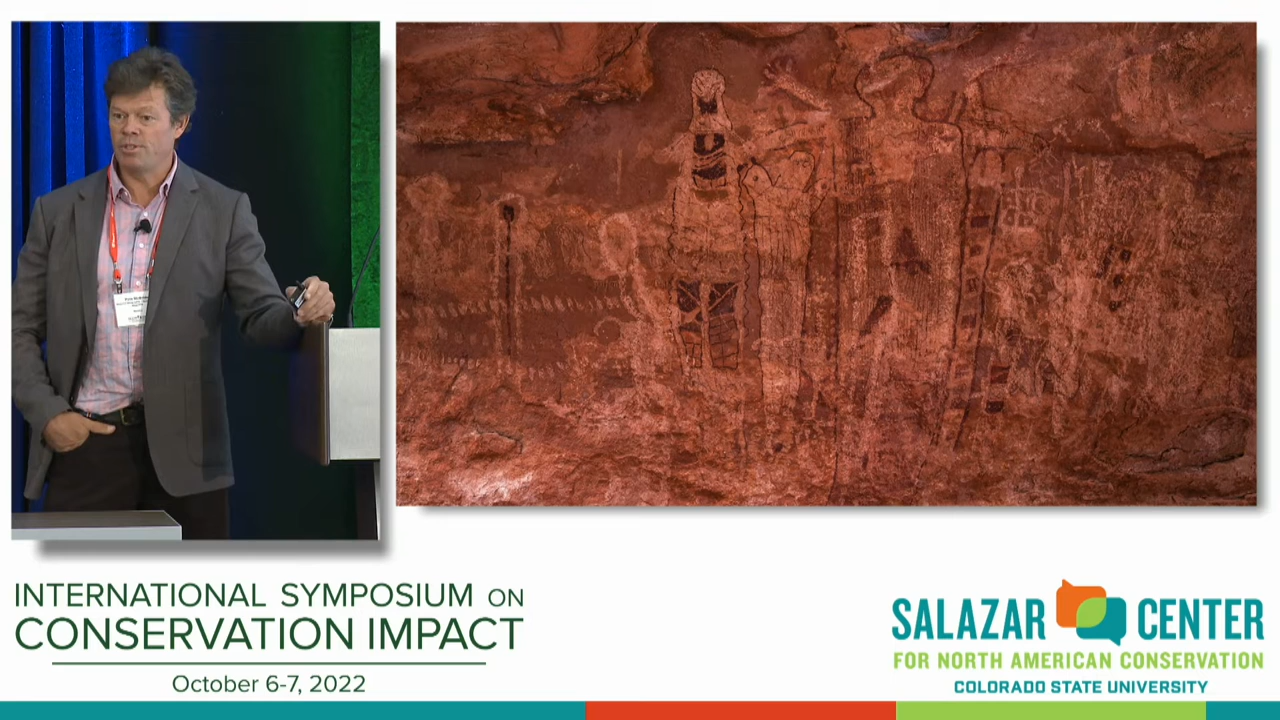 INTERNATIONAL SYMPOSIUM ON
CONSERVATION IMPACT
October 6-7, 2022
SALAZAR CENTER
FOR NORTH AMERICAN CONSERVATION
COLORADO STATE UNIVERSITY